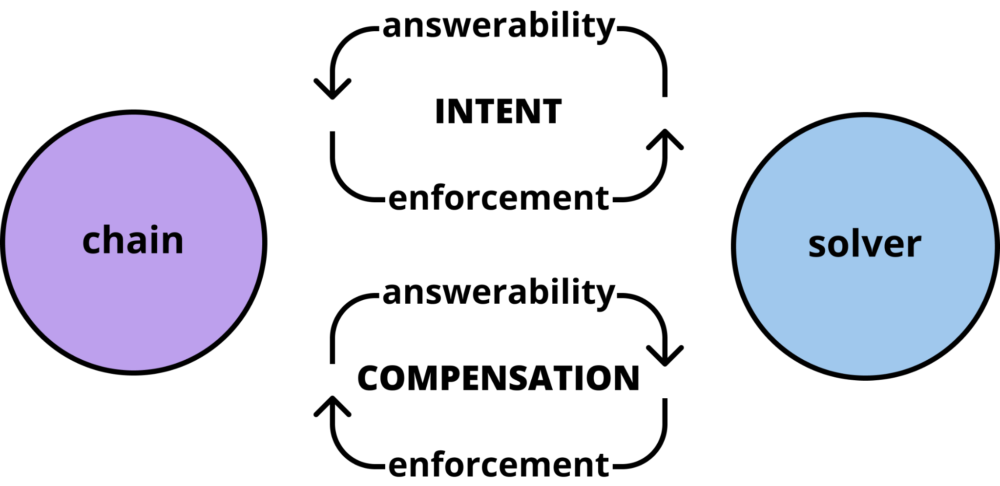 answerability
INTENT
enforcement
chain
solver
answerability
COMPENSATION
enforcement